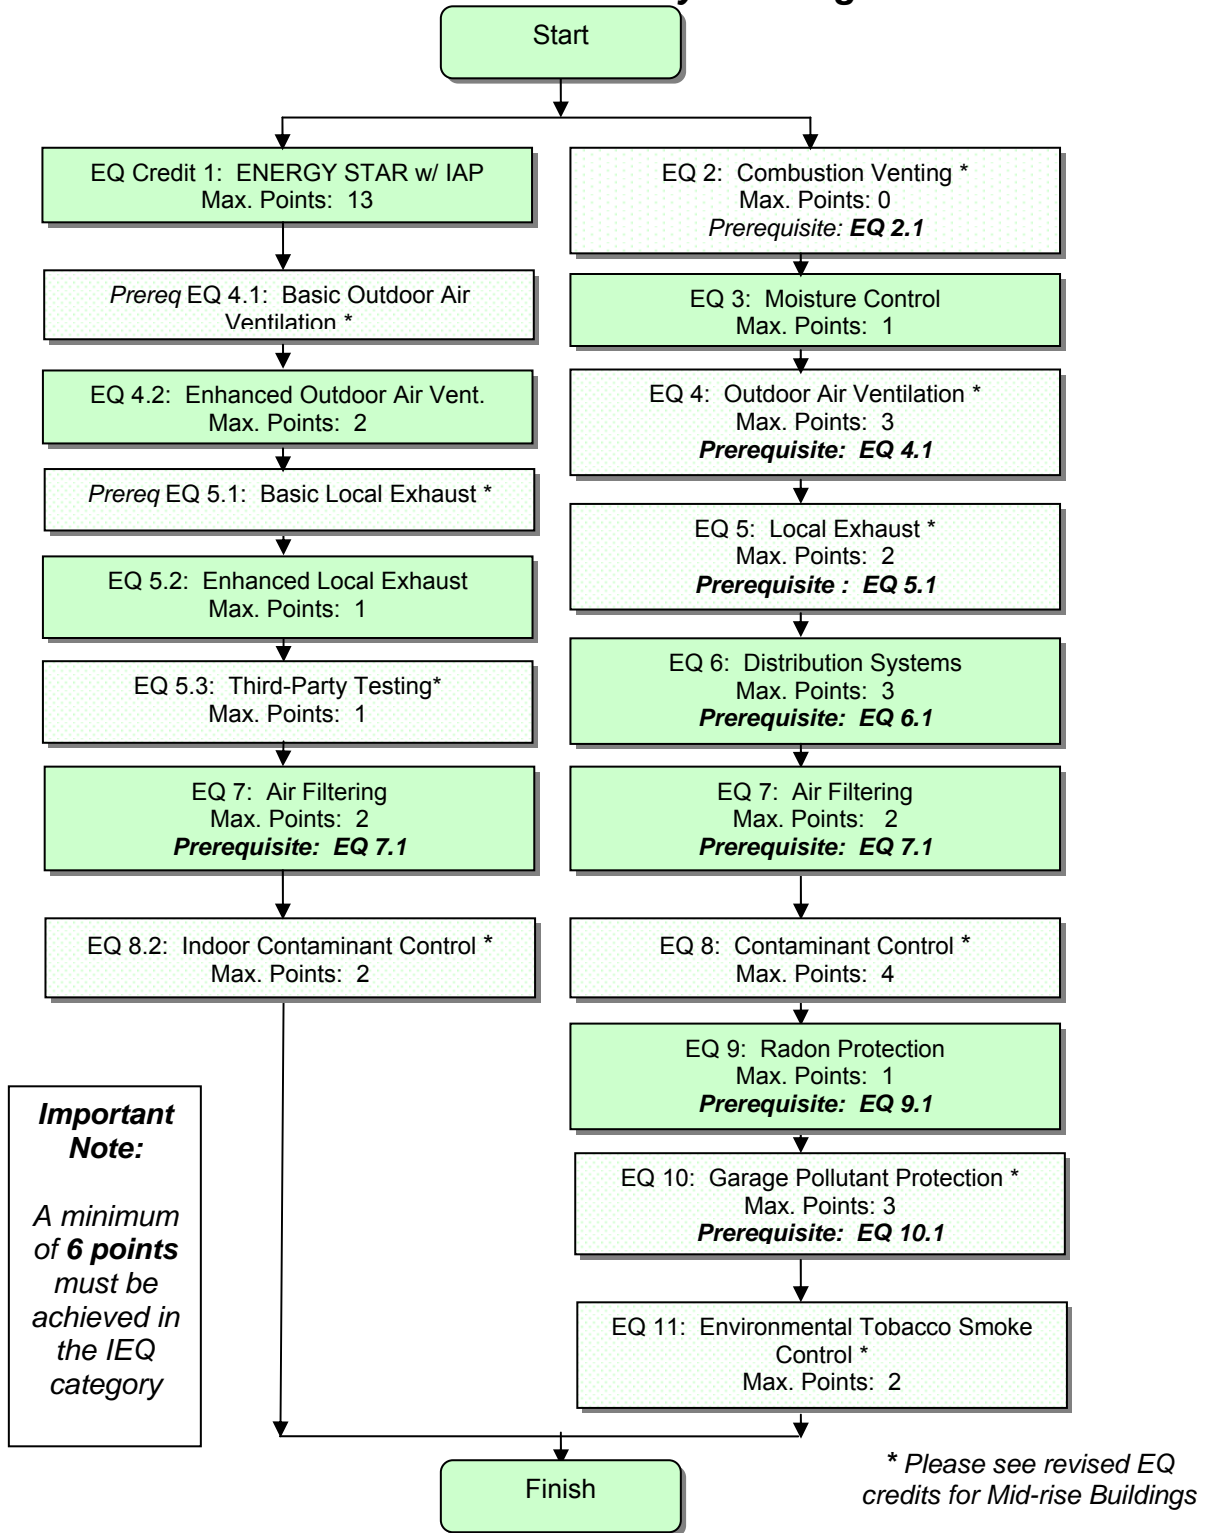 Start
EQ Credit 1: ENERGY STAR w/ IAP
Max. Points: 13
Prereq EQ 4.1: Basic Outdoor Air
Ventilation *
EQ 4.2: Enhanced Outdoor Air Vent.
Max. Points: 2
Prereq EQ 5.1: Basic Local Exhaust *
EQ 5.2: Enhanced Local Exhaust
Max. Points: 1
EQ 5.3: Third-Party Testing*
Max. Points: 1
EQ 7: Air Filtering
Max. Points: 2
Prerequisite: EQ 7.1
EQ 8.2: Indoor Contaminant Control *
Max. Points: 2
EQ 2: Combustion Venting *
Max. Points: 0
Prerequisite: EQ 2.1
EQ 3: Moisture Control
Max. Points: 1
EQ 4: Outdoor Air Ventilation *
Max. Points: 3
Prerequisite: EQ 4.1
EQ 5: Local Exhaust *
Max. Points: 2
Prerequisite : EQ 5.1
EQ 6: Distribution Systems
Max. Points: 3
Prerequisite: EQ 6.1
EQ 7: Air Filtering
Max. Points: 2
Prerequisite: EQ 7.1
EQ 8: Contaminant Control *
Max. Points: 4
EQ 9: Radon Protection
Max. Points: 1
Prerequisite: EQ 9.1
EQ 10: Garage Pollutant Protection *
Max. Points: 3
Prerequisite: EQ 10.1
EQ 11: Environmental Tobacco Smoke
Control *
Max. Points: 2
Important
Note:
A minimum
of 6 points
must be
achieved in
the IEQ
category
Finish
* Please see revised EQ
credits for Mid-rise Buildings